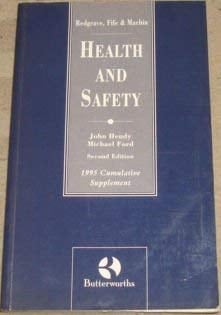 Redgrave, Fife & Machin
HEALTH
AND
SAFETY
John Hendy
Michael Ford
Second Edition
1995 Cumulative
Supplement
Butterworths